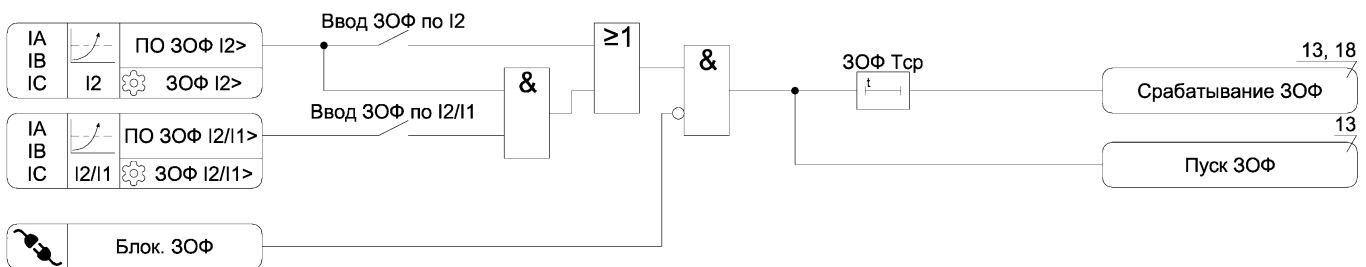 IA
IB
IC
I2
ПО ЗОФ I2>
ЗОФ I2>
Ввод ЗОФ по I2
≥1
&
&
ЗОФ Тср
t
13, 18
Срабатывание ЗОФ
IA
IB
IC
I2/I1
ПО ЗОФ I2/I1>
ЗОФ I2/I1>
Ввод ЗОФ по I2/I1
13
Пуск ЗОФ
Блок. ЗОФ